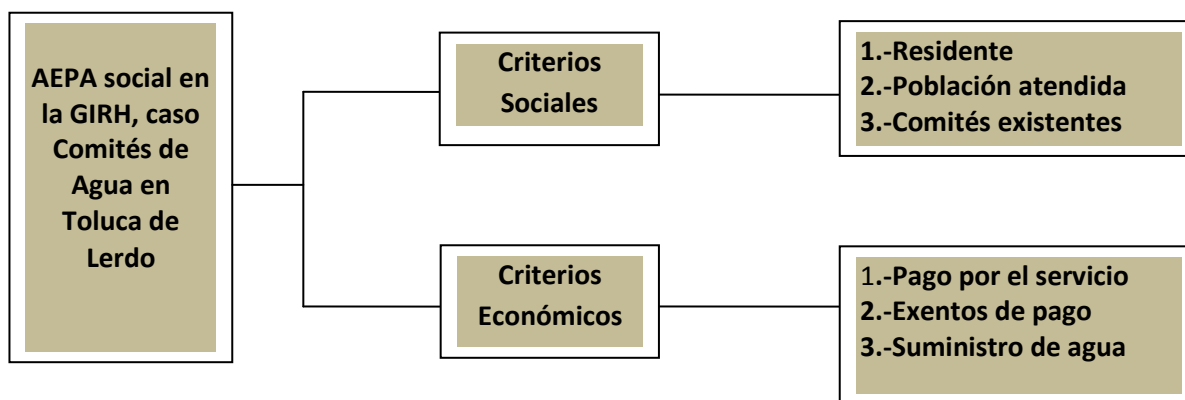 AEPA social en
la GIRH, caso
Comités de
Agua en
Toluca de
Lerdo
Criterios
Sociales
1.-Residente
2.-Población atendida
3.-Comités existentes
Criterios
Económicos
1.-Pago por el servicio
2.-Exentos de pago
3.-Suministro de agua